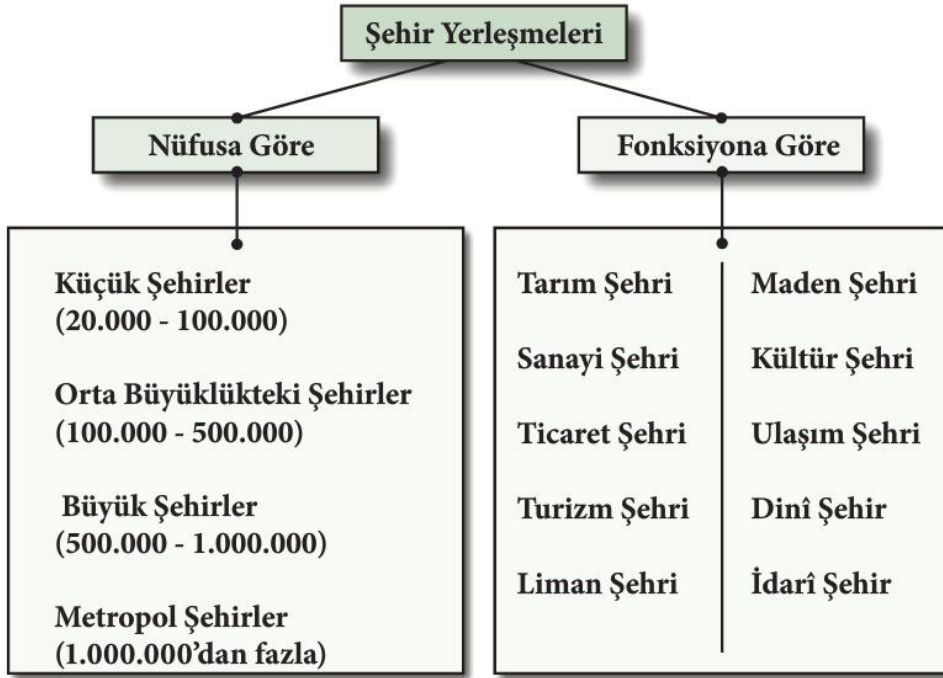 Şehir Yerleşmeleri
Nüfusa Göre
Fonksiyona Göre
Küçük Şehirler
(20.000 - 100.000)
Orta Büyüklükteki Şehirler
(100.000 - 500.000)
Büyük Şehirler
(500.000 - 1.000.000)
Metropol Şehirler
(1.000.000’dan fazla)
Tarım Şehri
Sanayi Şehri
Ticaret Şehri
Turizm Şehri
Liman Şehri
Maden Şehri
Kültür Şehri
Ulaşım Şehri
Dinî Şehir
İdarî Şehir